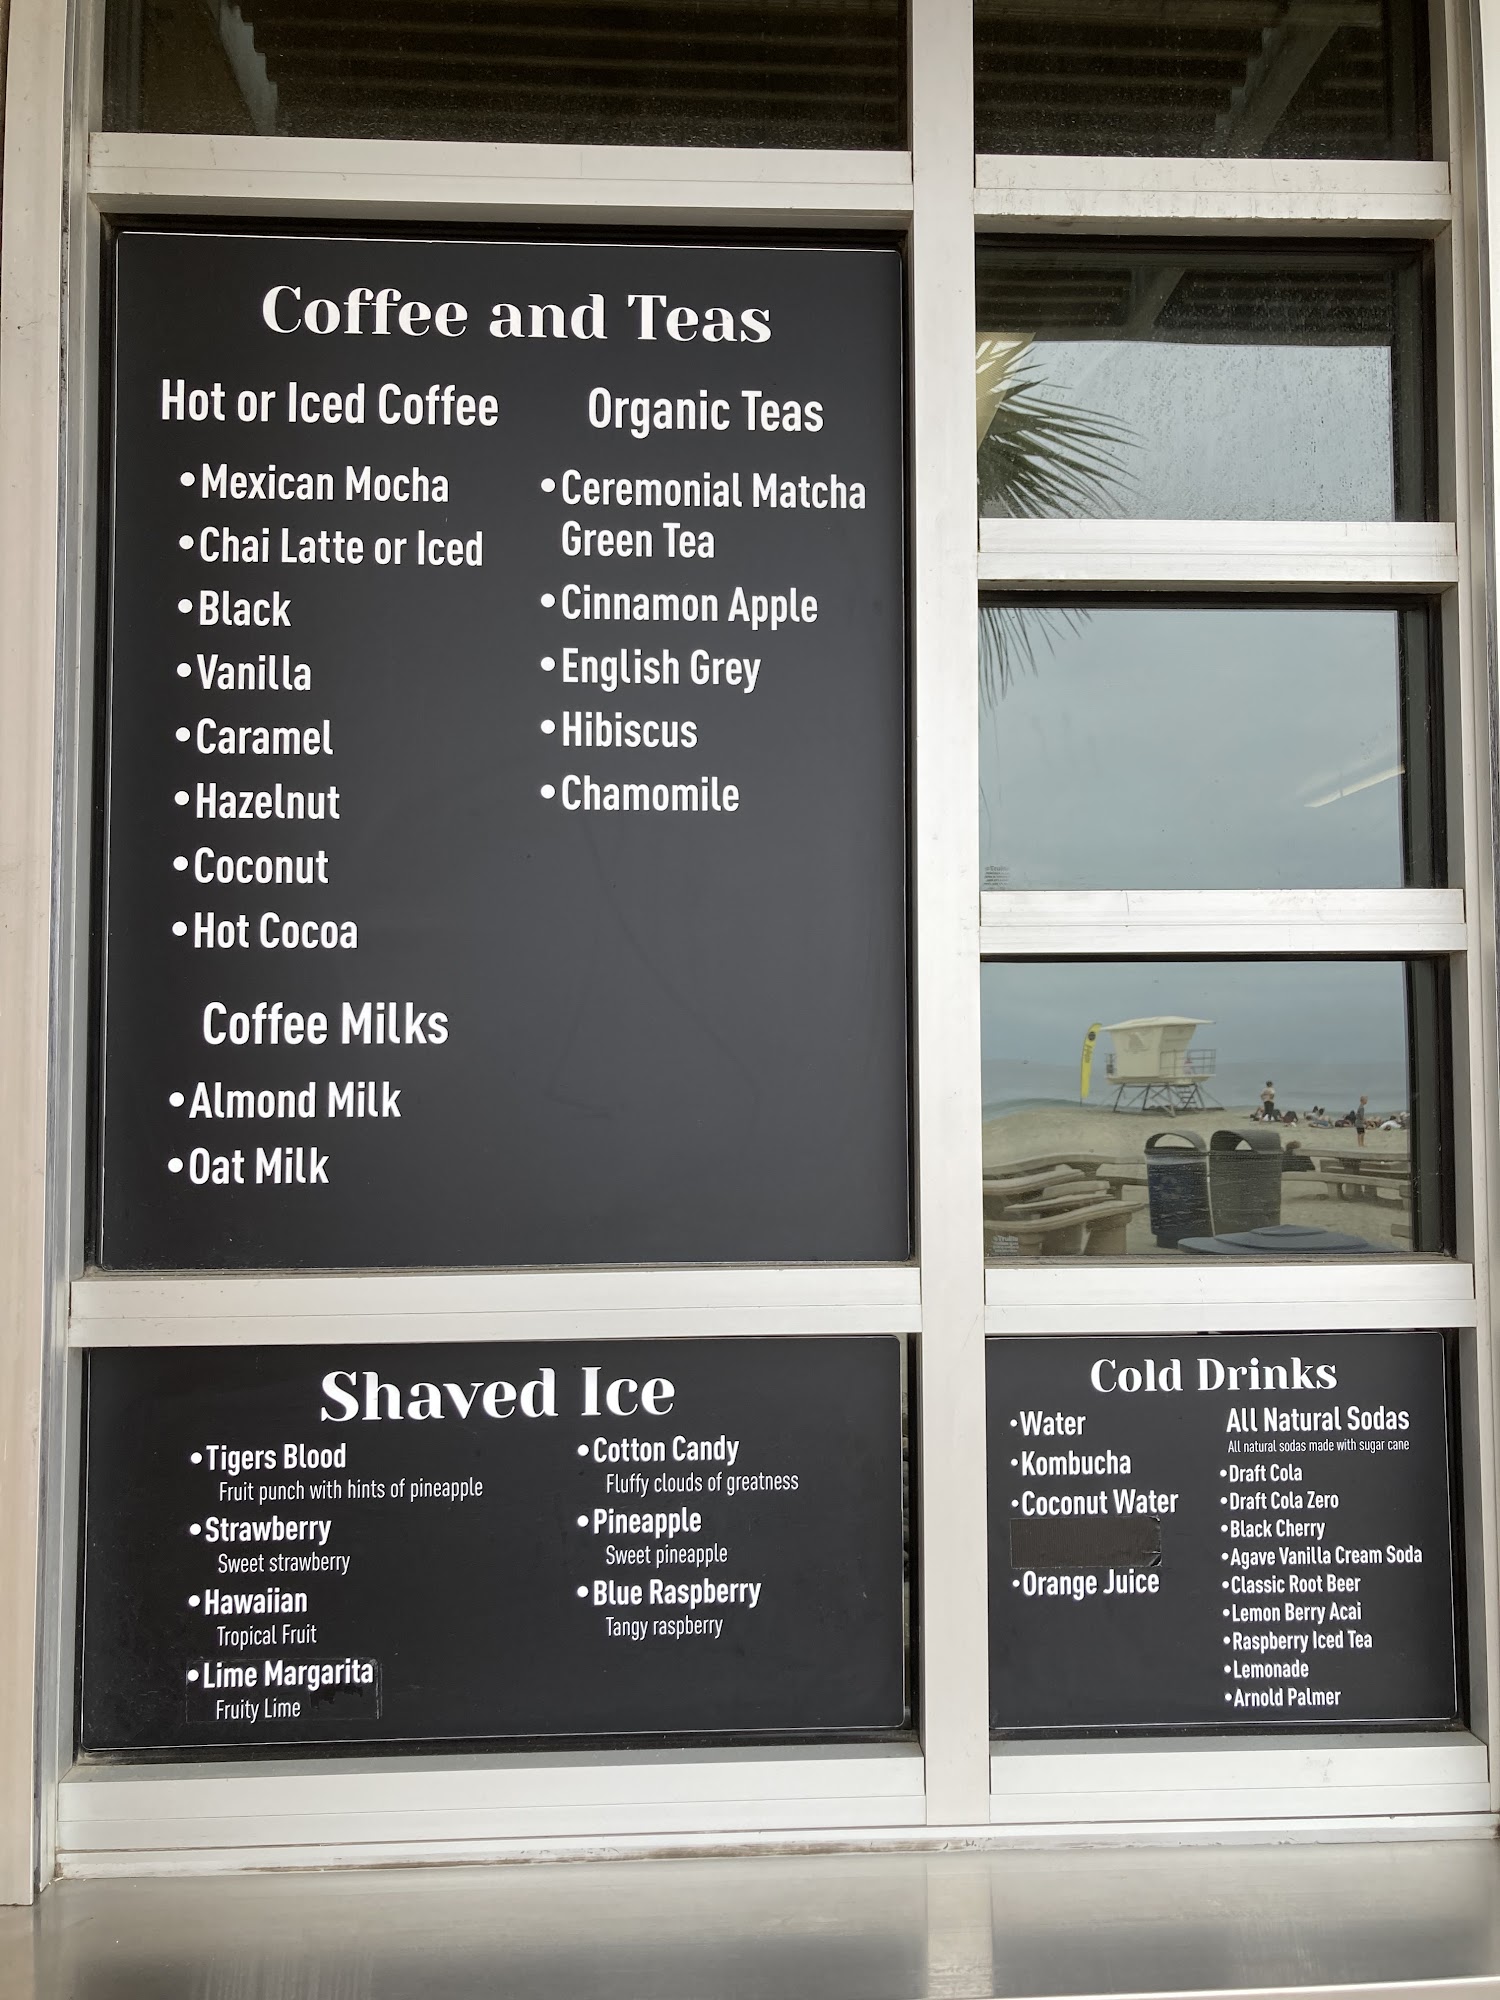 Coffee and Teas
Hot or Iced Coffee
•Mexican Mocha
•Chai Latte or Iced
•Black
•Vanilla
•Caramel
•Hazelnut
•Coconut
•Hot Cocoa
Coffee Milks
•Almond Milk
•Oat Milk
Organic Teas
•Ceremonial Matcha
Green Tea
•Cinnamon Apple
•English Grey
•Hibiscus
•Chamomile
Shaved Ice
•Tigers Blood
Fruit punch with hints of pineapple
•Strawberry
Sweet strawberry
•Hawaiian
Tropical Fruit
•Lime Margarita
Fruity Lime
•Cotton Candy
Fluffy clouds of greatness
•Pineapple
Sweet pineapple
•Blue Raspberry
Tangy raspberry
Cold Drinks
•Water
•Kombucha
•Coconut Water
•Orange Juice
All Natural Sodas
All natural sodas made with sugar cane
•Draft Cola
•Draft Cola Zero
•Black Cherry
•Agave Vanilla Cream Soda
•Classic Root Beer
•Lemon Berry Acai
•Raspberry Iced Tea
•Lemonade
•Arnold Palmer